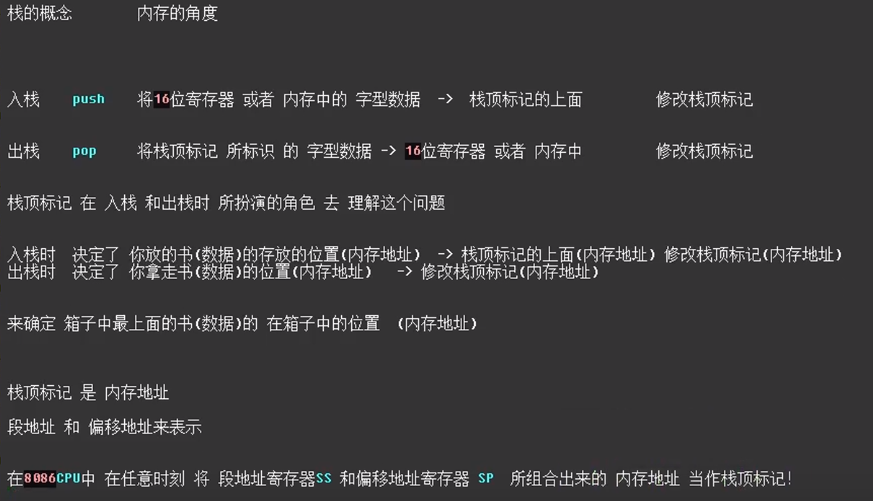 栈的概念 内存的角度
入栈 push 将16位寄存器 或者 内存中的 字型数据 -> 栈顶标记的上面 修改栈顶标记
出栈 pop 将栈顶标记 所标识 的 字型数据 -> 16位寄存器 或者 内存中 修改栈顶标记
栈顶标记 在 入栈 和出栈时 所扮演的角色 去 理解这个问题
入栈时 决定了 你放的书(数据)的存放的位置(内存地址) -> 栈顶标记的上面(内存地址) 修改栈顶标记(内存地址)
出栈时 决定了 你拿走书(数据)的位置(内存地址) -> 修改栈顶标记(内存地址)
来确定 箱子中最上面的书(数据)的 在箱子中的位置 (内存地址)
栈顶标记 是 内存地址
段地址 和 偏移地址来表示
在8086CPU中 在任意时刻 将 段地址寄存器SS 和偏移地址寄存器 SP 所组合出来的 内存地址 当作栈顶标记!